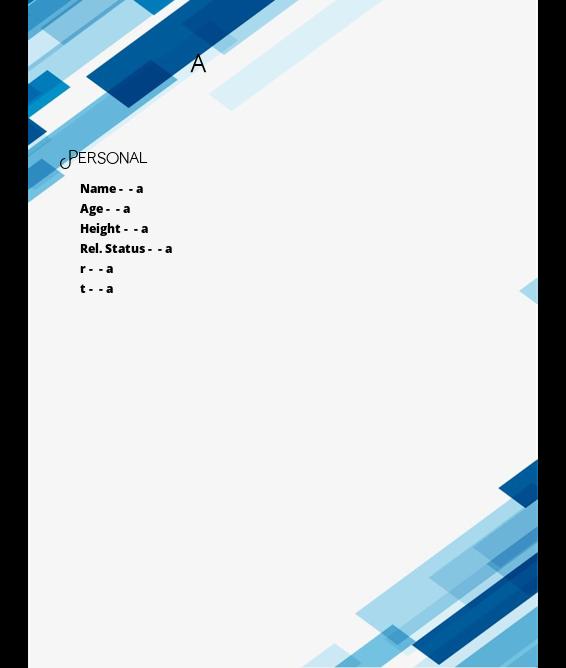 A
Personal
Name - - a
Age - - a
Height - - a
Rel. Status - - a
r - - a
t - - a